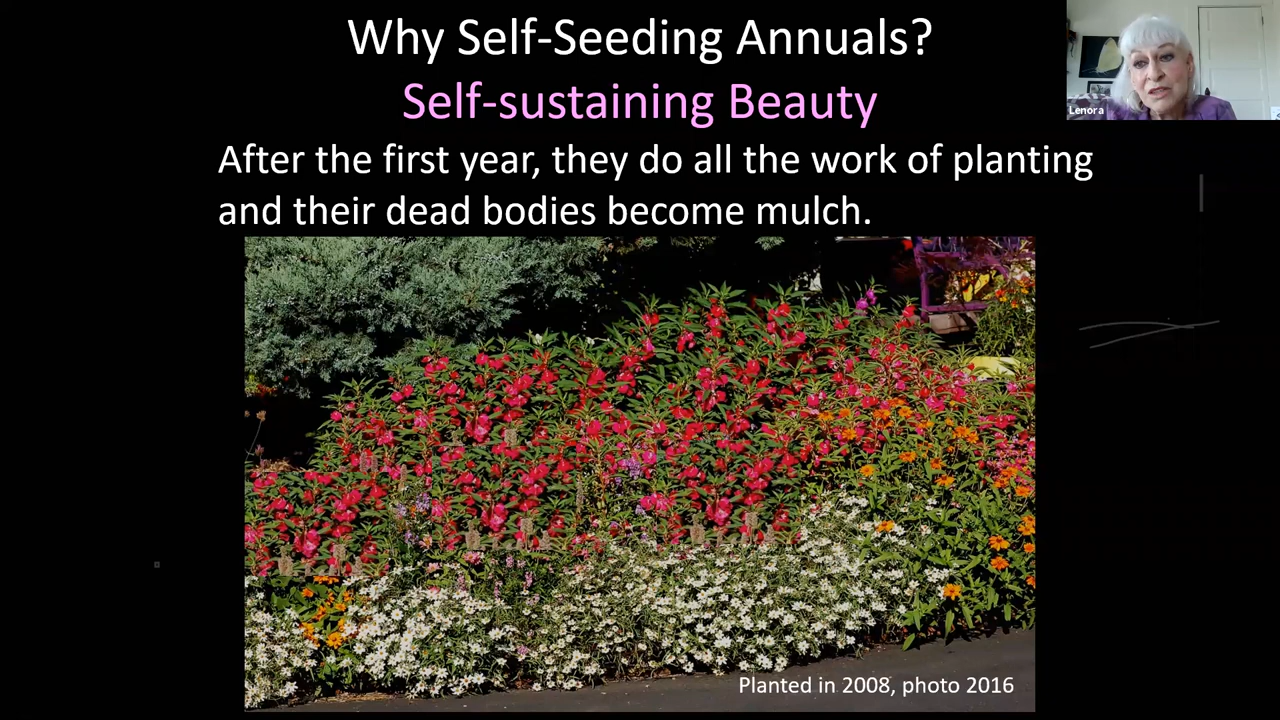 Why Self-Seeding Annuals?
Self-sustaining Beauty
Lenora
After the first year, they do all the work of planting
and their dead bodies become mulch.
Planted in 2008, photo 2016